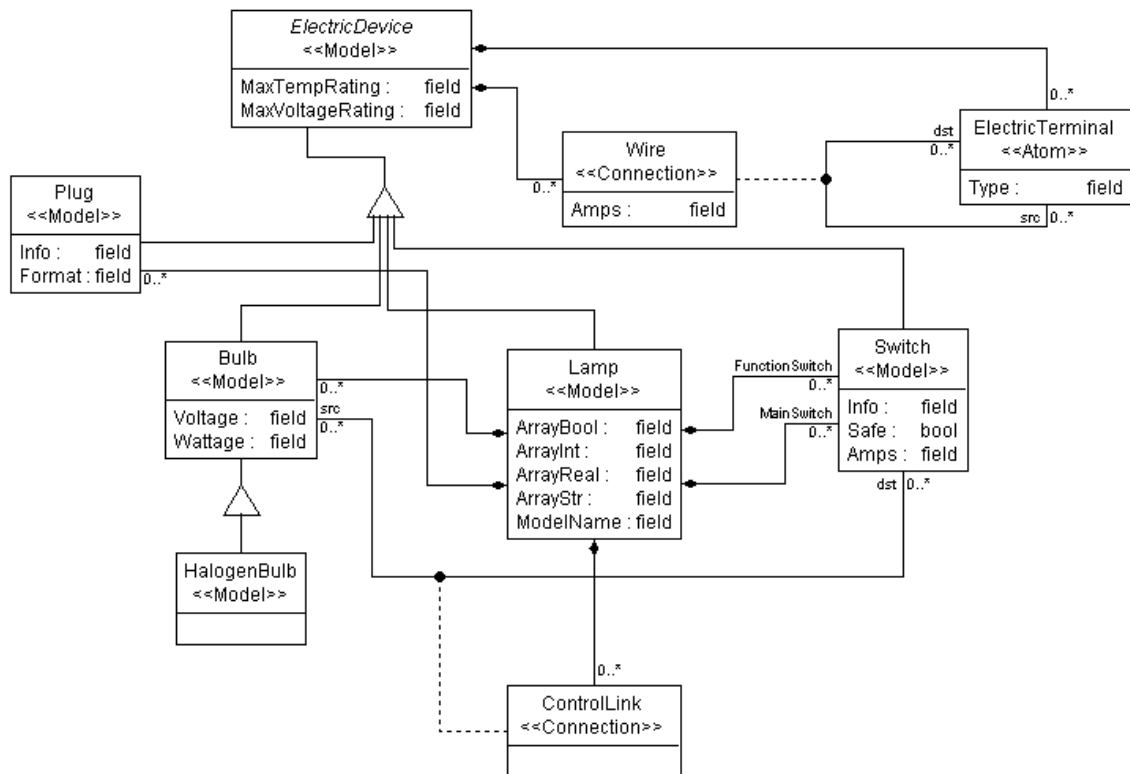 ElectricDevice
<<Model>>
MaxTempRating : field
MaxVoltageRating : field
0..*
ElectricTerminal
<<Atom>>
Type : field
dst
0..*
src 0..*
Wire
<<Connection>>
Amps : field
0..*
Plug
<<Model>>
Info : field
Format : field
0..*
Bulb
<<Model>>
Voltage : field
Wattage : field
0..*
src
0..*
Lamp
<<Model>>
ArrayBool : field
ArrayInt : field
ArrayReal : field
ArrayStr : field
ModelName : field
FunctionSwitch
0..*
MainSwitch
0..*
Switch
<<Model>>
Info : field
Safe : bool
Amps : field
dst 0..*
HalogenBulb
<<Model>>
0..*
ControlLink
<<Connection>>